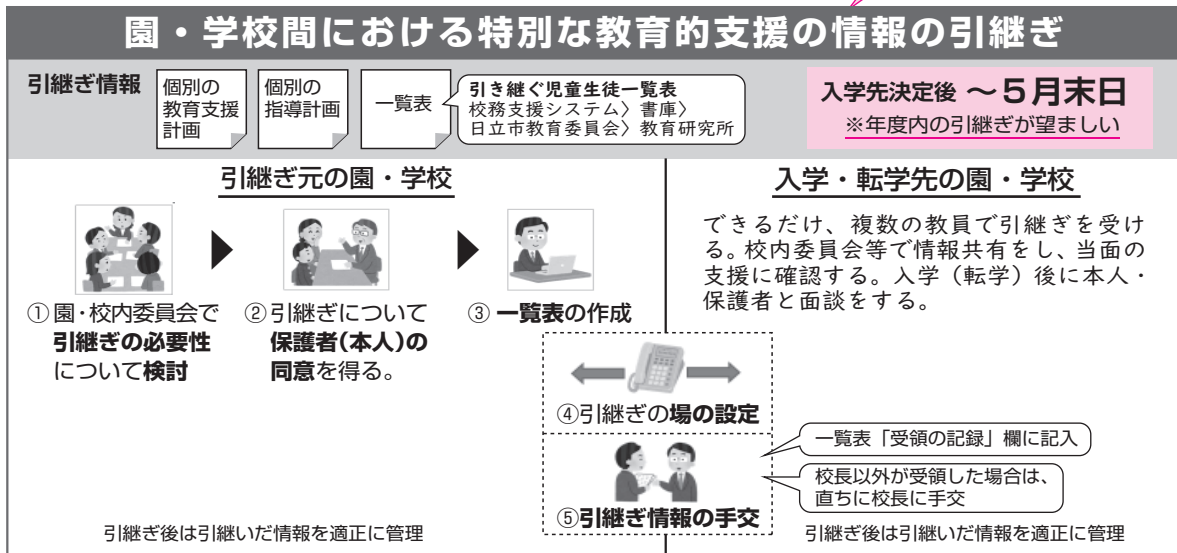 園・学校間における特別な教育的支援の情報の引継ぎ
引継ぎ情報
個別の
教育支援
計画
個別の
指導計画
一覧表
引き継ぐ児童生徒一覧表
校務支援システム〉書庫〉
日立市教育委員会〉教育研究所
入学先決定後 ～５月末日
※年度内の引継ぎが望ましい
引継ぎ元の園・学校
①園・校内委員会で
引継ぎの必要性
について検討
②引継ぎについて
保護者(本人)の
同意を得る。
③ 一覧表の作成
④引継ぎの場の設定
⑤引継ぎ情報の手交
引継ぎ後は引継いだ情報を適正に管理
入学・転学先の園・学校
できるだけ、複数の教員で引継ぎを受け
る。校内委員会等で情報共有をし、当面の
支援に確認する。入学（転学）後に本人・
保護者と面談をする。
一覧表「受領の記録」欄に記入
校長以外が受領した場合は、
直ちに校長に手交
引継ぎ後は引継いだ情報を適正に管理